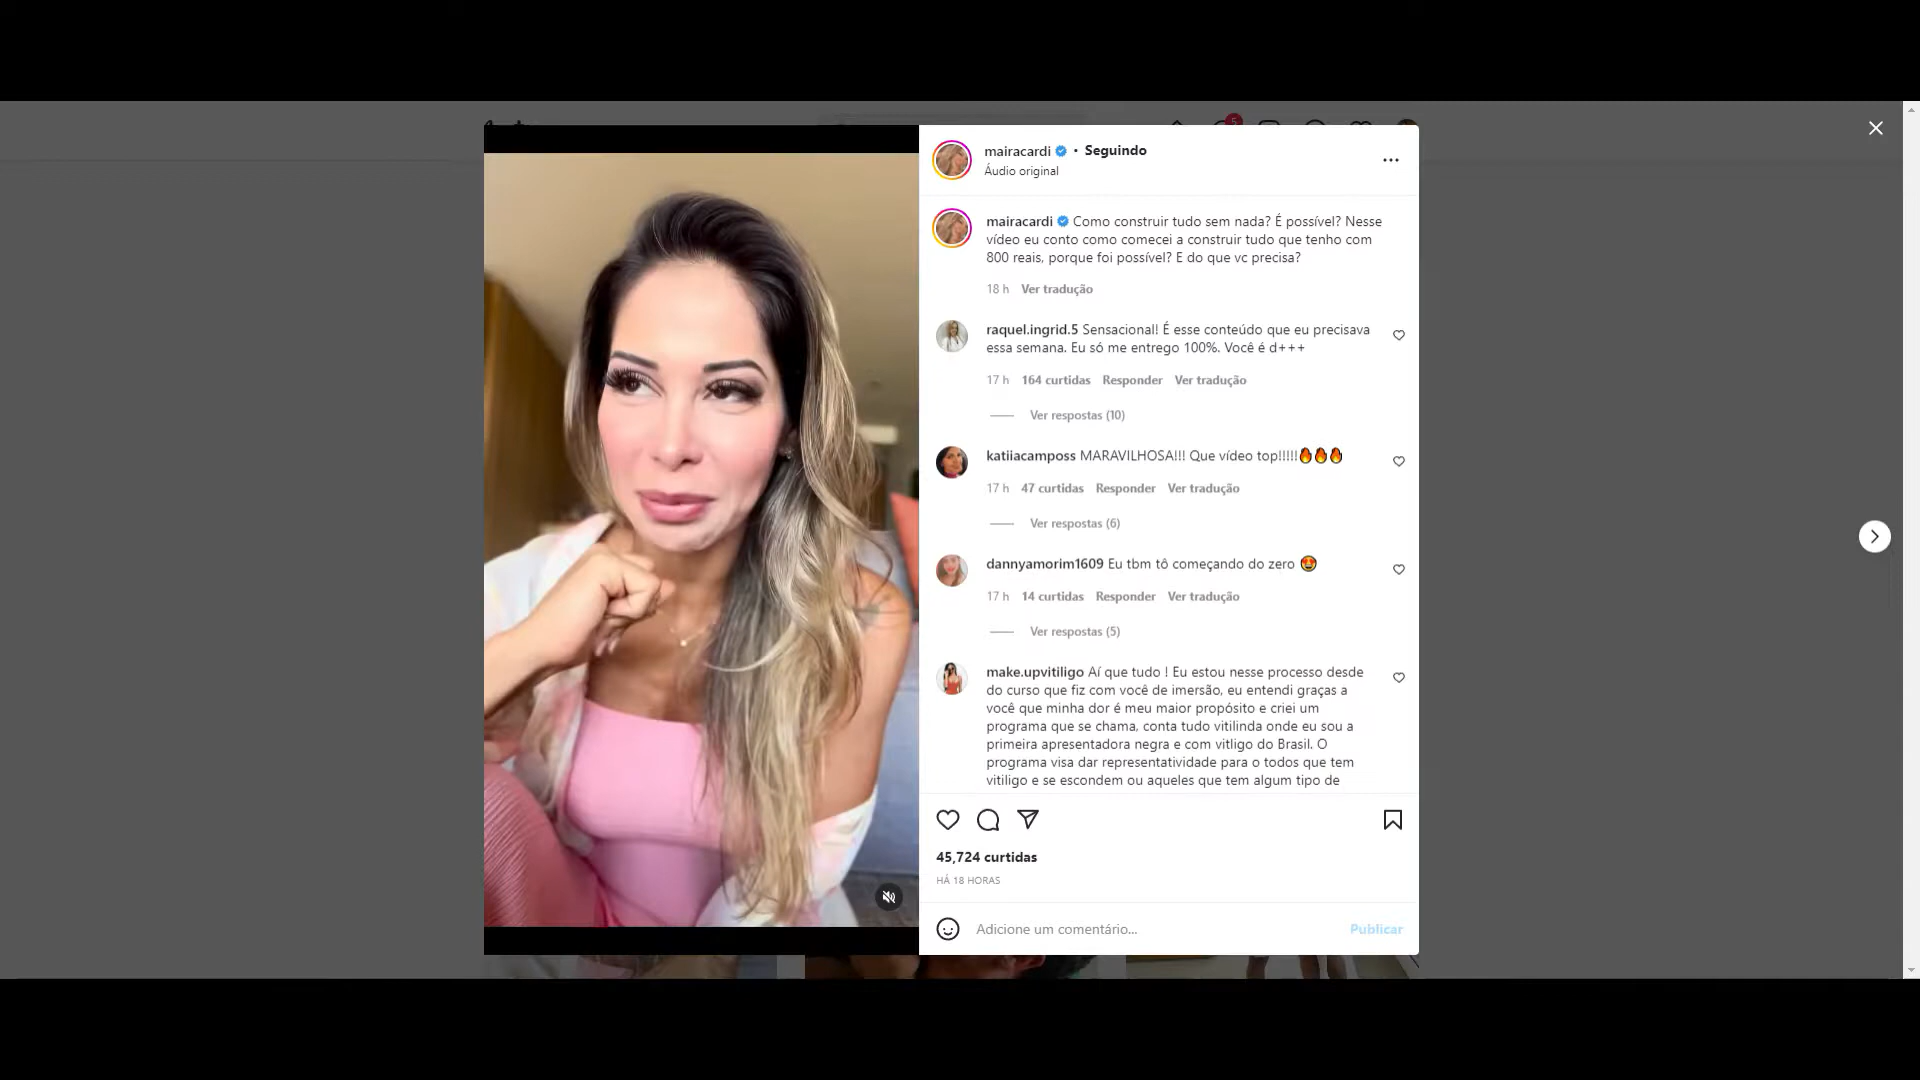 5
mairacardi • Seguindo
Áudio original
mairacardi Como construir tudo sem nada? É possível? Nesse
vídeo eu conto como comecei a construir tudo que tenho com
800 reais, porque foi possível? E do que vc precisa?
18 h Ver tradução
raquel.ingrid.5 Sensacional! É esse conteúdo que eu precisava
essa semana. Eu só me entrego 100%. Você é d+++
17 h 164 curtidas Responder Ver tradução
Ver respostas (10)
katiiacamposs MARAVILHOSA!!! Que vídeo top!!!!!🔥🔥🔥
17 h 47 curtidas Responder Ver tradução
Ver respostas (6)
dannyamorim1609 Eu tbm tô começando do zero 🤩
17 h 14 curtidas Responder Ver tradução
Ver respostas (5)
make.upvitiligo Aí que tudo ! Eu estou nesse processo desde
do curso que fiz com você de imersão, eu entendi graças a
você que minha dor é meu maior propósito e criei um
programa que se chama, conta tudo vitilinda onde eu sou a
primeira apresentadora negra e com vitligo do Brasil. O
programa visa dar representatividade para o todos que tem
vitiligo e se escondem ou aqueles que tem algum tipo de
45,724 curtidas
HÁ 18 HORAS
Adicione um comentário... Publicar